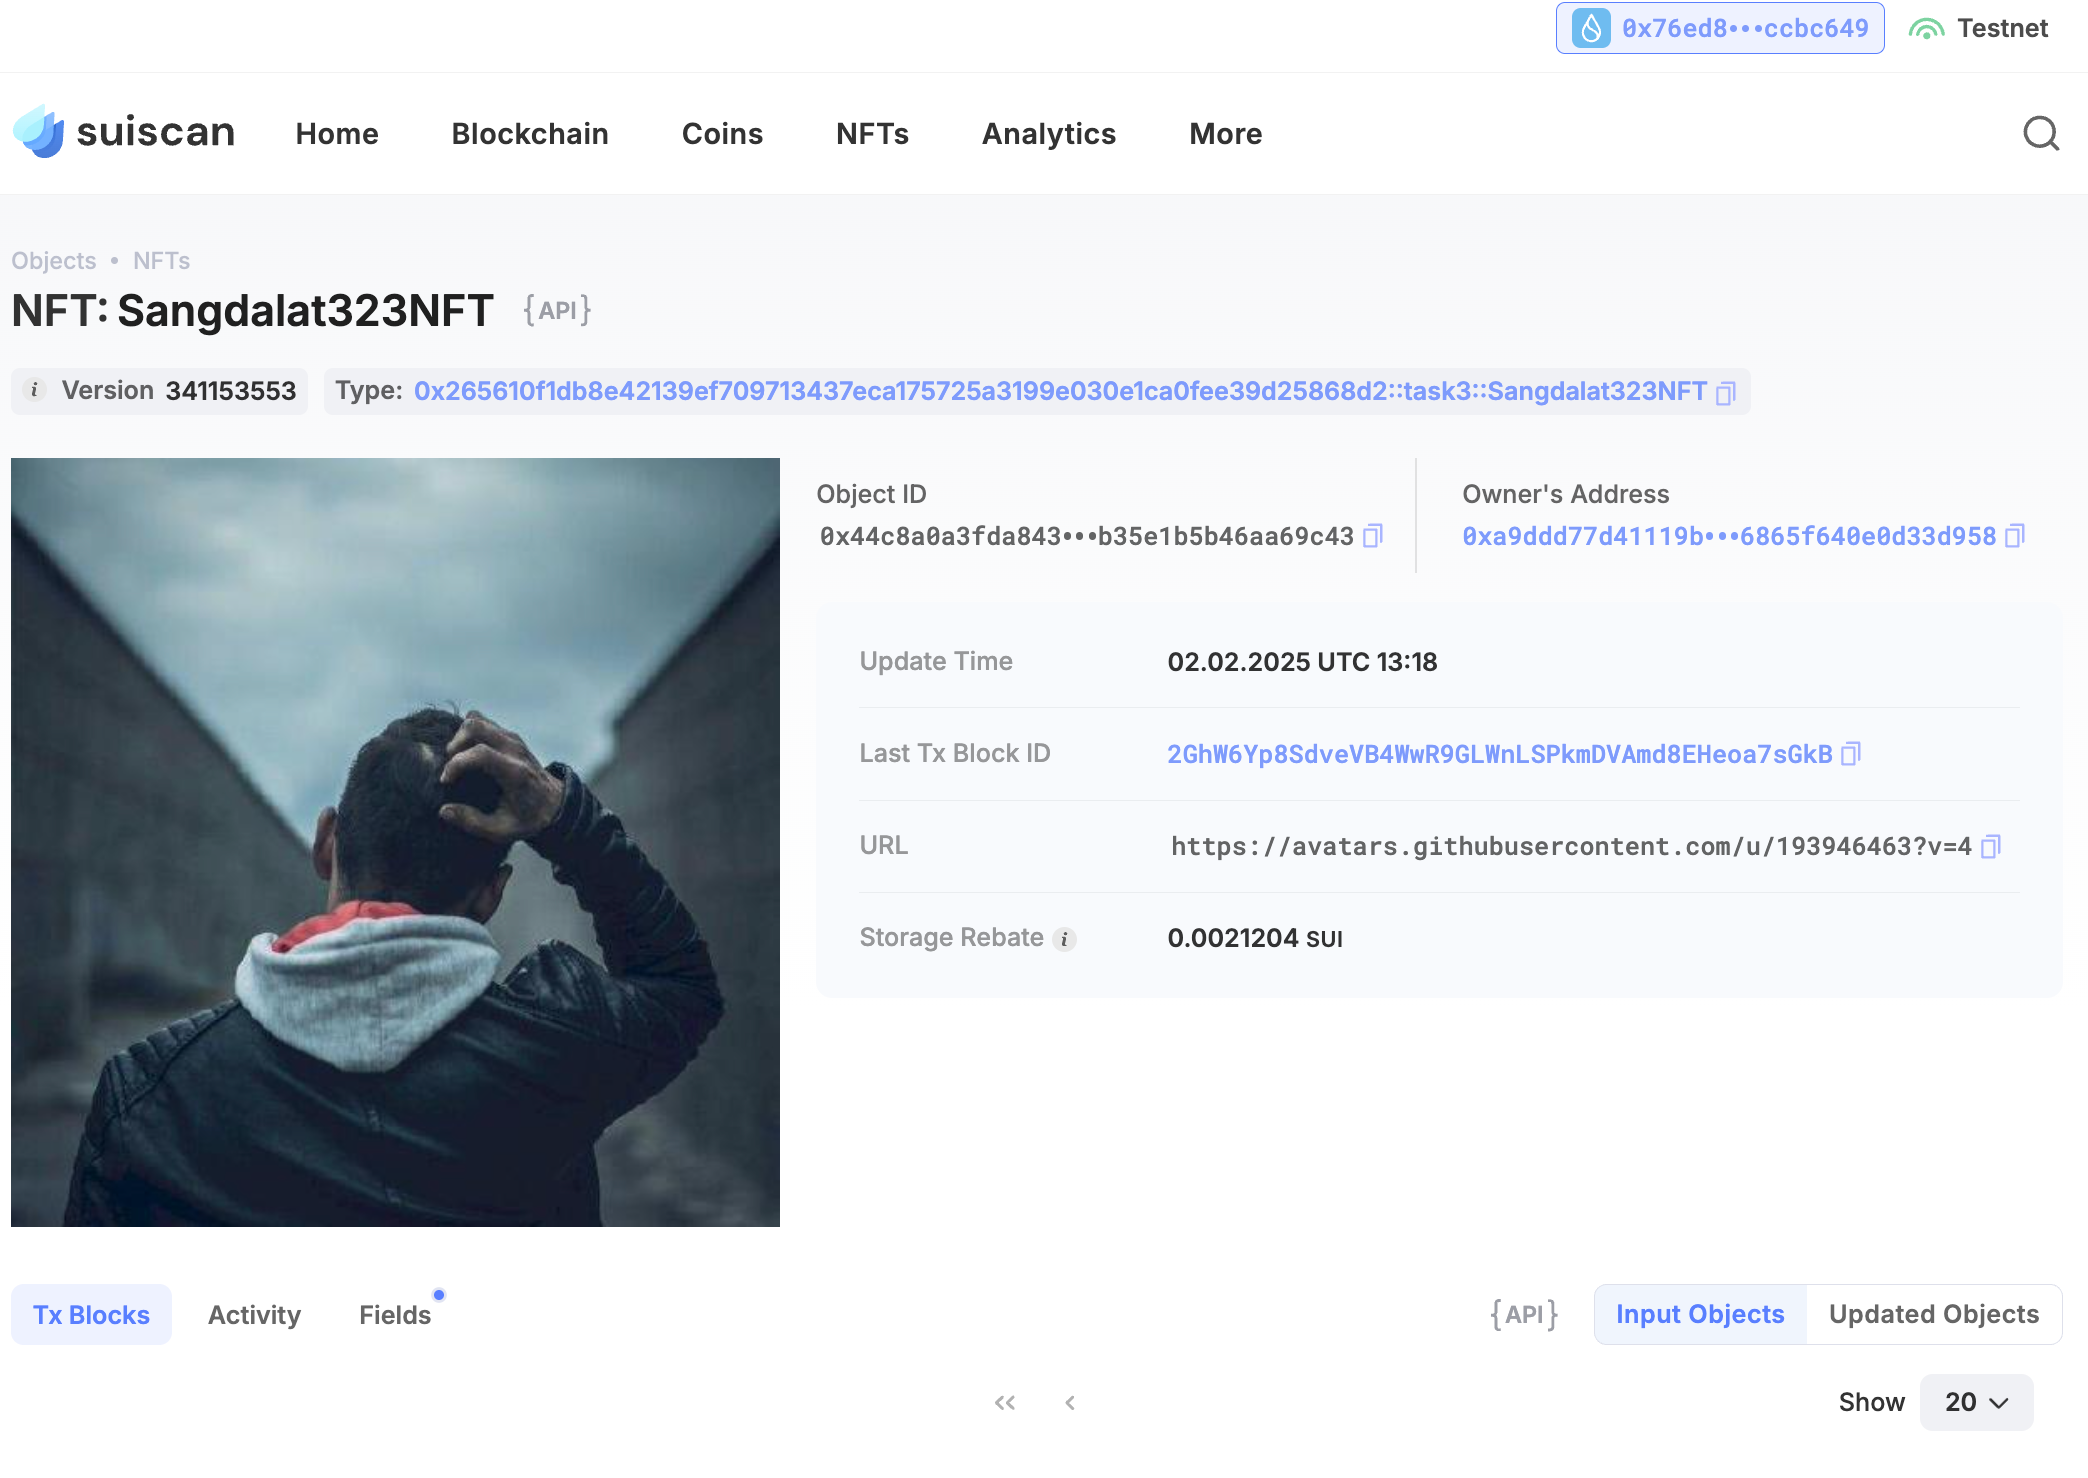 0x76ed8•••ccbc649 Testnet
suiscan Home Blockchain Coins NFTs Analytics More
Objects • NFTs
NFT: Sangdalat323NFT {API}
i Version 341153553 Type: 0x265610f1db8e42139ef709713437eca175725a3199e030e1ca0fee39d25868d2::task3::Sangdalat323NFT
Object ID
0x44c8a0a3fda843•••b35e1b5b46aa69c43
Owner's Address
0xa9ddd77d41119b•••6865f640e0d33d958
Update Time 02.02.2025 UTC 13:18
Last Tx Block ID 2GhW6Yp8SdveVB4WwR9GLWnLSPkmDVAmd8EHeoa7sGkB
URL https://avatars.githubusercontent.com/u/193946463?v=4
Storage Rebate i 0.0021204 SUI
Tx Blocks Activity Fields {API} Input Objects Updated Objects
Show 20